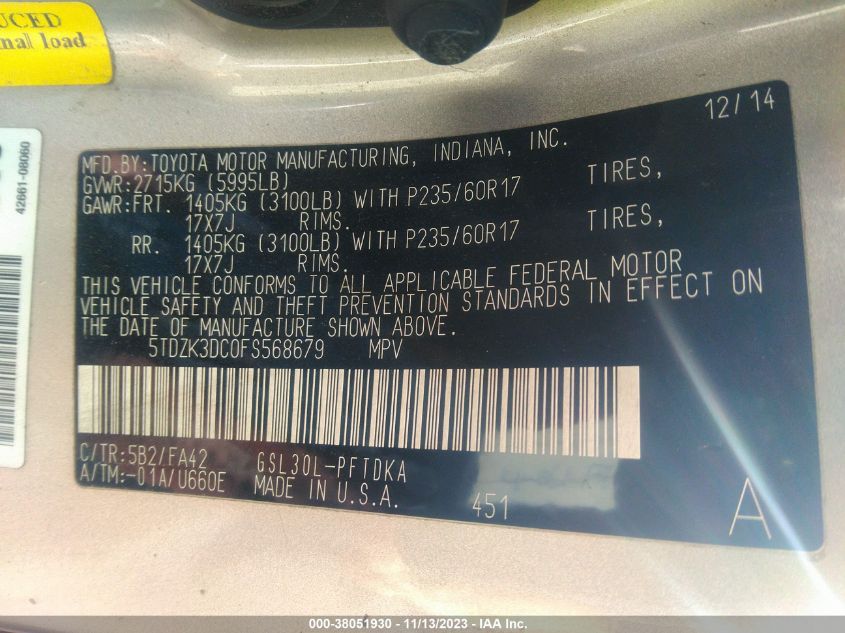 UCED
nall load
42661-08060
12/14
MFD.BY:TOYOTA MOTOR MANUFACTURING, INDIANA, INC.
GVWR:2715KG (5995LB)
GAWR:FRT. 1405KG (3100LB) WITH P235/60R17 TIRES,
17X7J RIMS.
RR. 1405KG (3100LB) WITH P235/60R17 TIRES,
17X7J RIMS.
THIS VEHICLE CONFORMS TO ALL APPLICABLE FEDERAL MOTOR
VEHICLE SAFETY AND THEFT PREVENTION STANDARDS IN EFFECT ON
THE DATE OF MANUFACTURE SHOWN ABOVE.
5TDZK3DC0FS568679 MPV
C/TR:5B2/FA42 GSL30L-PFTDKA
A/TM:-01A/U660E MADE IN U.S.A.
451
A
000-38051930 - 11/13/2023 - IAA Inc.